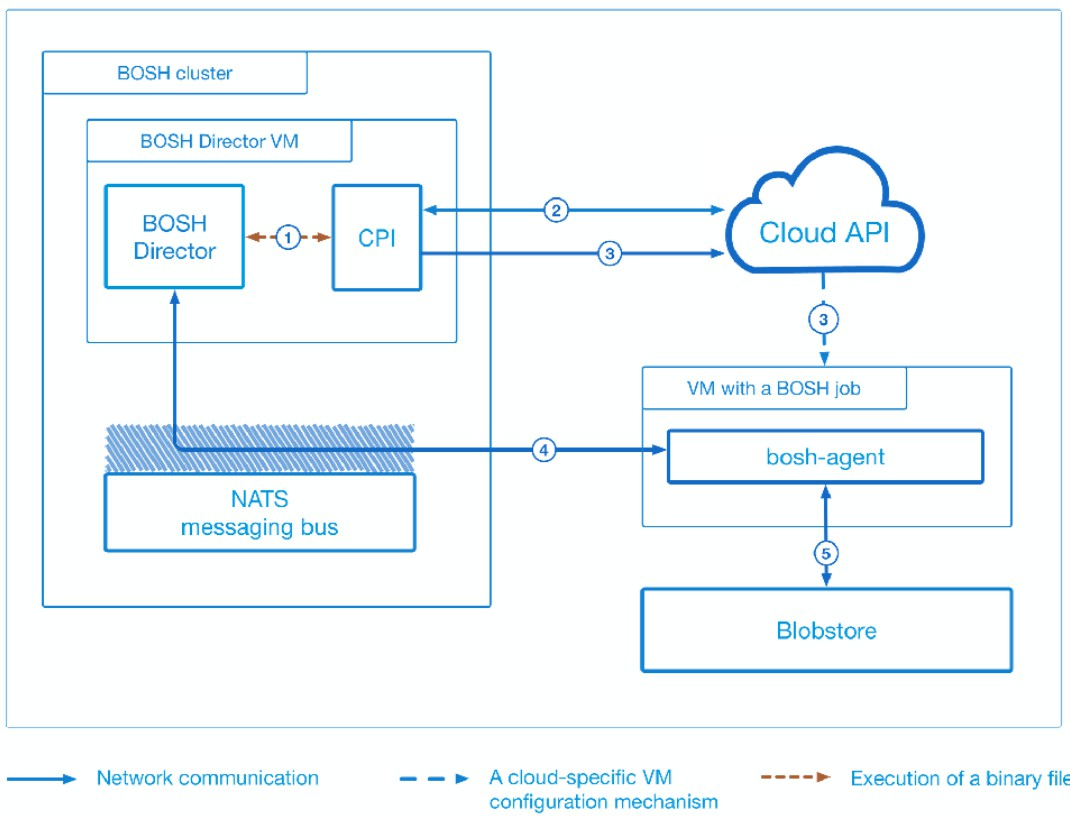 BOSH cluster
BOSH Director VM
BOSH
Director
1
CPI
2
3
Cloud API
3
VM with a BOSH job
bosh-agent
4
NATS
messaging bus
5
Blobstore
Network communication
A cloud-specific VM
configuration mechanism
Execution of a binary file